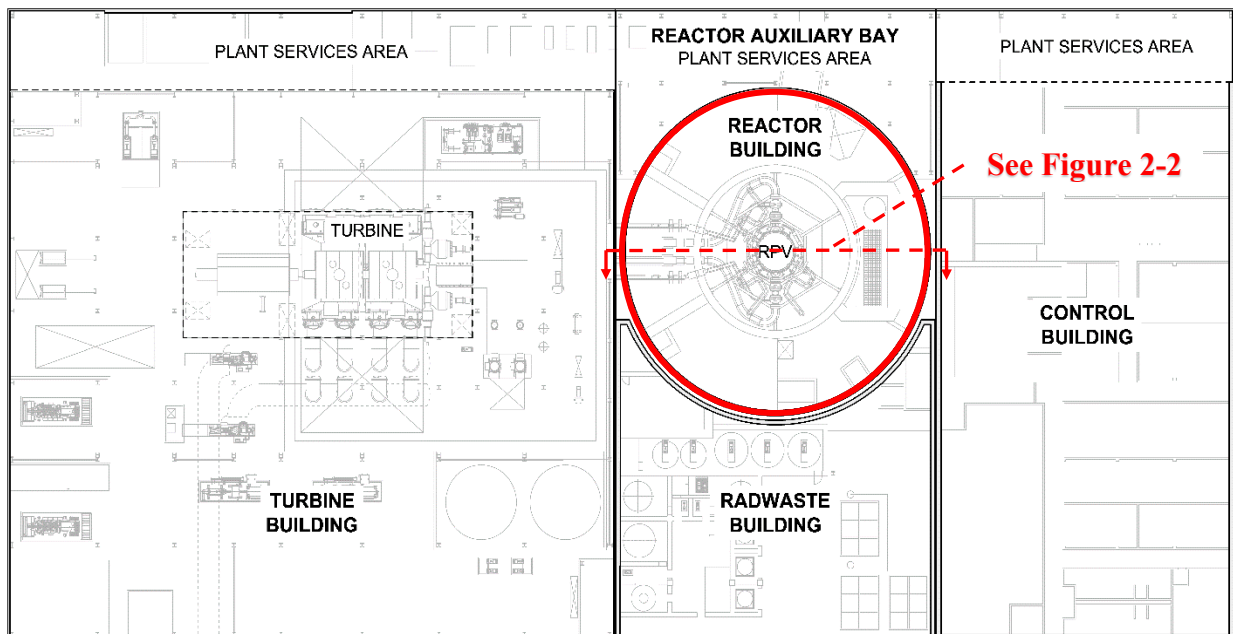 PLANT SERVICES AREA
REACTOR AUXILIARY BAY
PLANT SERVICES AREA
PLANT SERVICES AREA
REACTOR
BUILDING
See Figure 2-2
TURBINE
RPV
CONTROL
BUILDING
TURBINE
BUILDING
RADWASTE
BUILDING